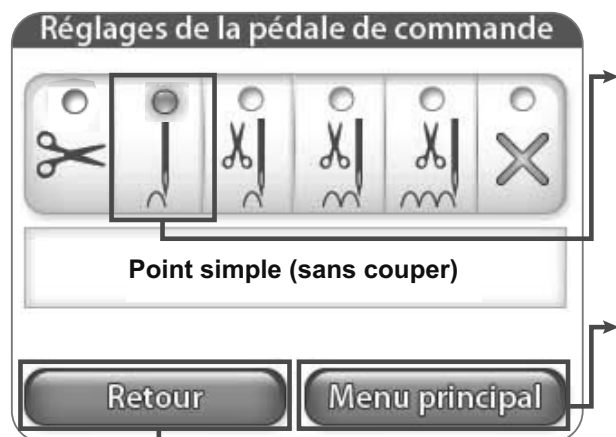 Réglages de la pédale de commande
Point simple (sans couper)
Retour
Menu principal